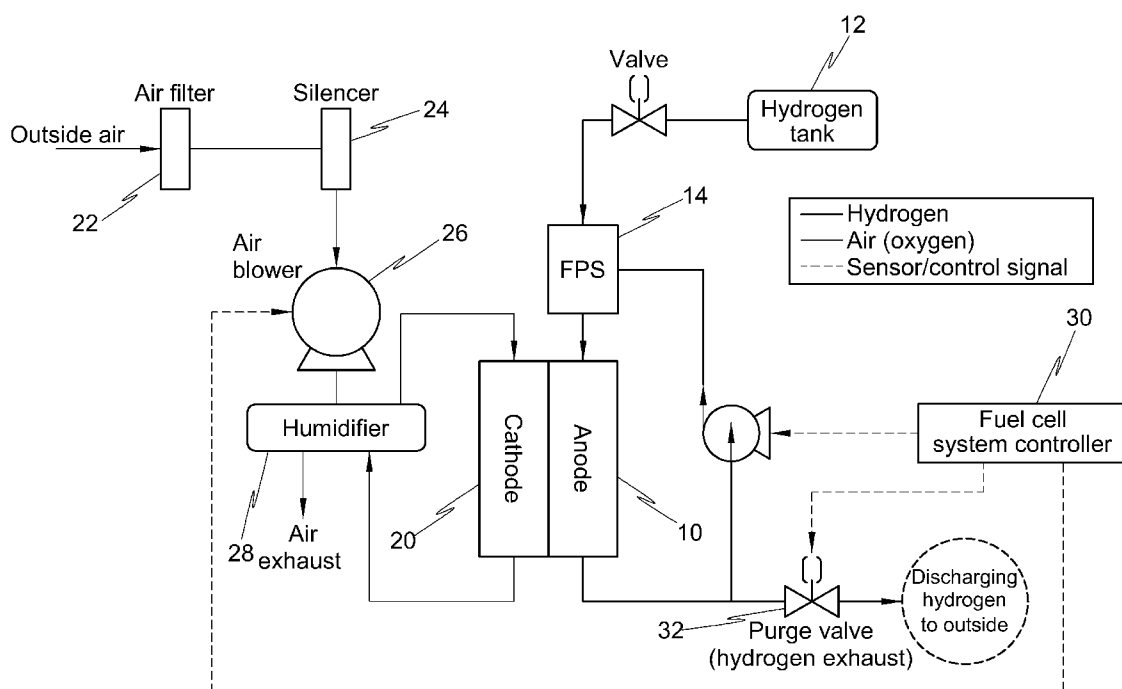 12
Valve
Air filter
Silencer
Hydrogen
tank
24
Outside air
22
14
Hydrogen
Air (oxygen)
Sensor/control signal
26
Air
blower
FPS
30
Cathode
Anode
Humidifier
Fuel cell
system controller
28
Air
exhaust
20
10
Discharging
hydrogen
to outside
32
Purge valve
(hydrogen exhaust)